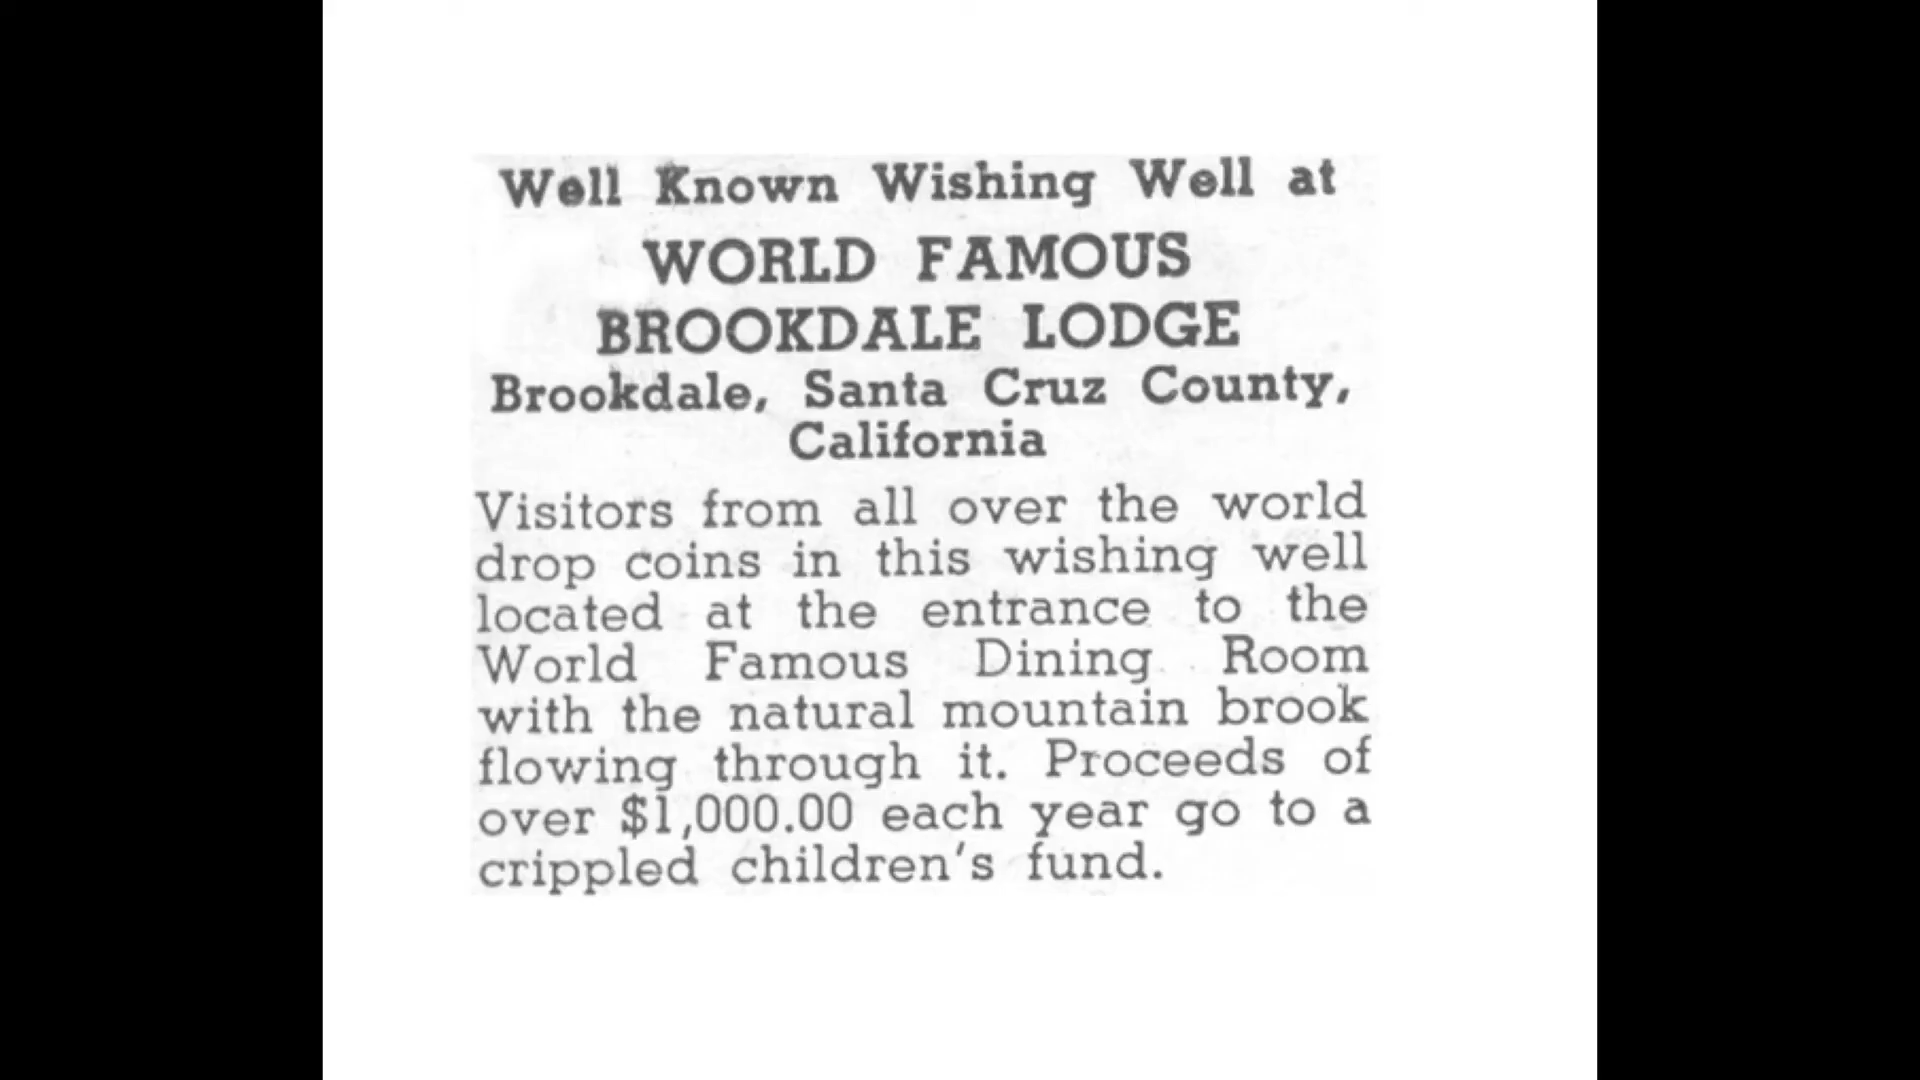 Well Known Wishing Well at
WORLD FAMOUS
BROOKDALE LODGE
Brookdale, Santa Cruz County,
California
Visitors from all over the world
drop coins in this wishing well
located at the entrance to the
World Famous Dining Room
with the natural mountain brook
flowing through it. Proceeds of
over $1,000.00 each year go to a
crippled children's fund.